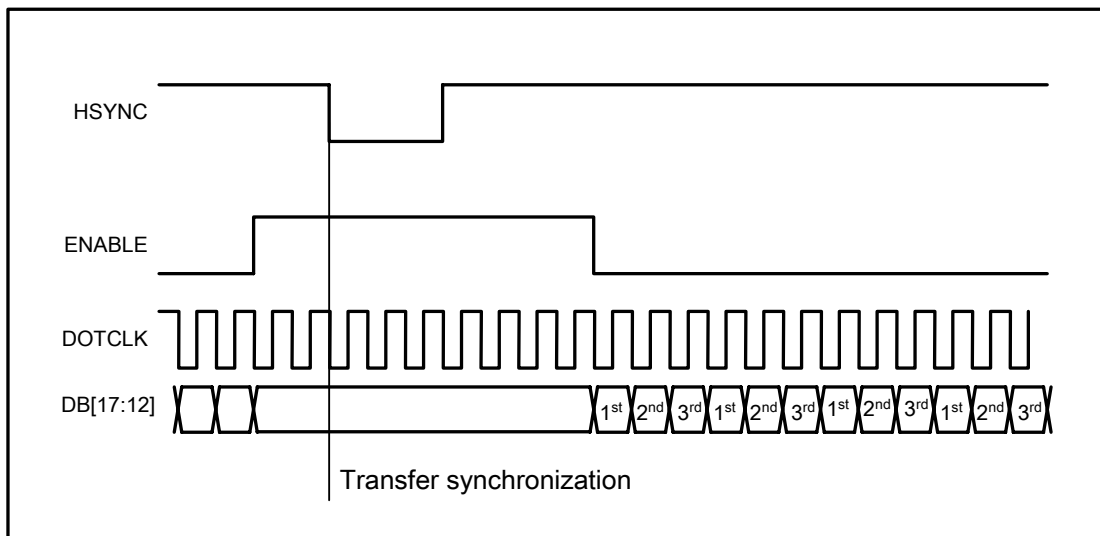 HSYNC
ENABLE
DOTCLK
DB[17:12] 1st 2nd 3rd 1st 2nd 3rd 1st 2nd 3rd 1st 2nd 3rd
Transfer synchronization